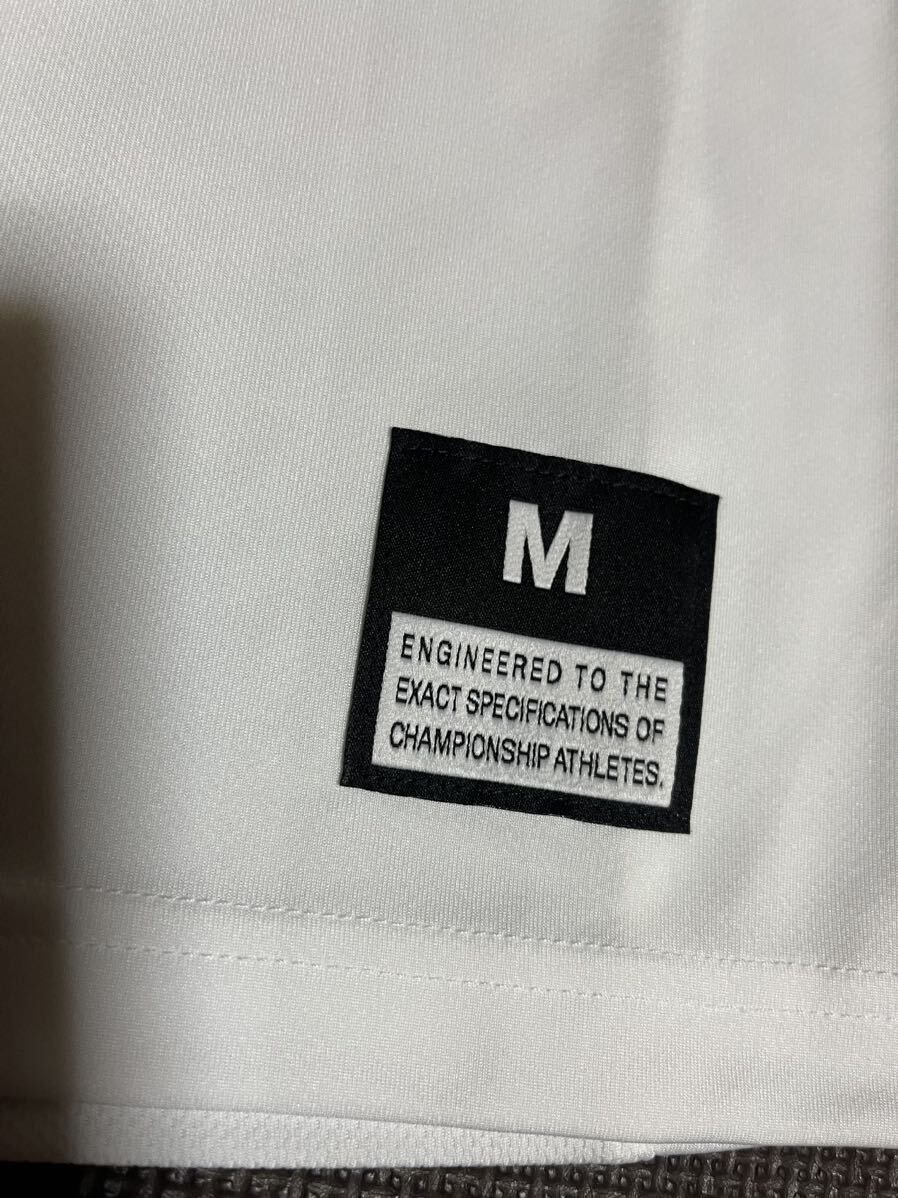 M
ENGINEERED TO THE
EXACT SPECIFICATIONS OF
CHAMPIONSHIP ATHLETES.